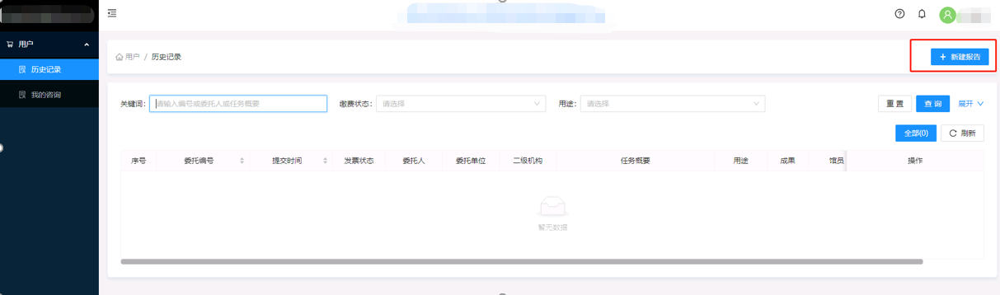 用户
历史记录
我的咨询
用户 / 历史记录
+ 新建报告
关键词: 请输入编号或委托人或任务概要 缴费状态: 请选择 用途: 请选择 重 置 查 询 展开
全部(0) 刷新
序号 委托编号 提交时间 发票状态 委托人 委托单位 二级机构 任务概要 用途 成果 馆员 操作
暂无数据